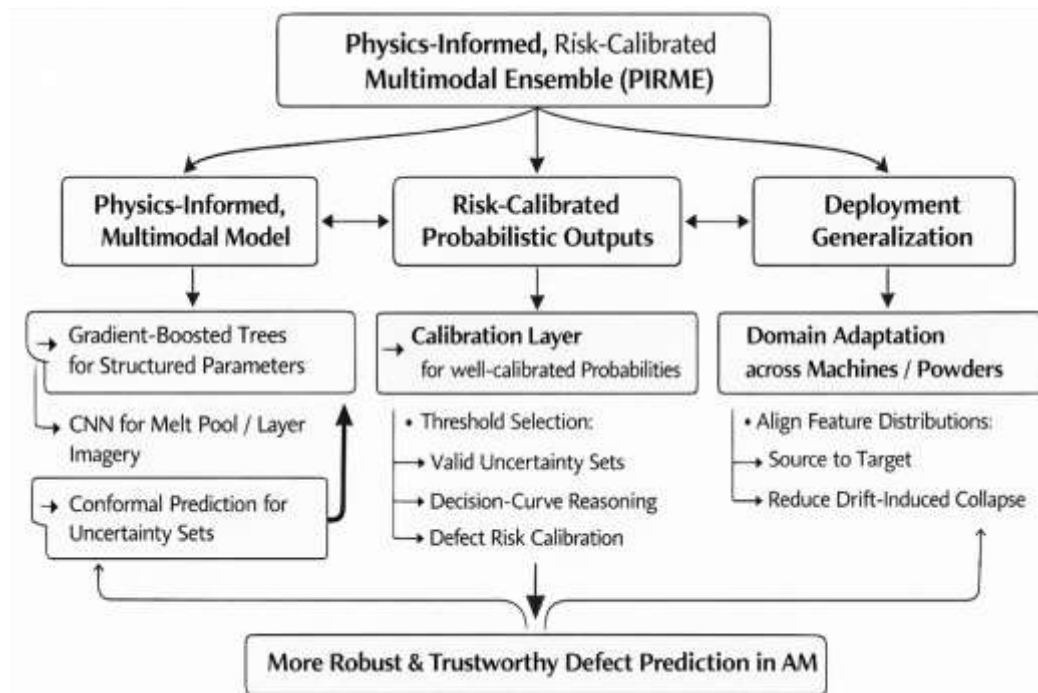 Physics-Informed, Risk-Calibrated
Multimodal Ensemble (PIRME)
Physics-Informed,
Multimodal Model
Risk-Calibrated
Probabilistic Outputs
Deployment
Generalization
Gradient-Boosted Trees
for Structured Parameters
CNN for Melt Pool / Layer
Imagery
Conformal Prediction for
Uncertainty Sets
Calibration Layer
for well-calibrated Probabilities
• Threshold Selection:
Valid Uncertainty Sets
Decision-Curve Reasoning
Defect Risk Calibration
Domain Adaptation
across Machines / Powders
• Align Feature Distributions:
Source to Target
Reduce Drift-Induced Collapse
More Robust & Trustworthy Defect Prediction in AM